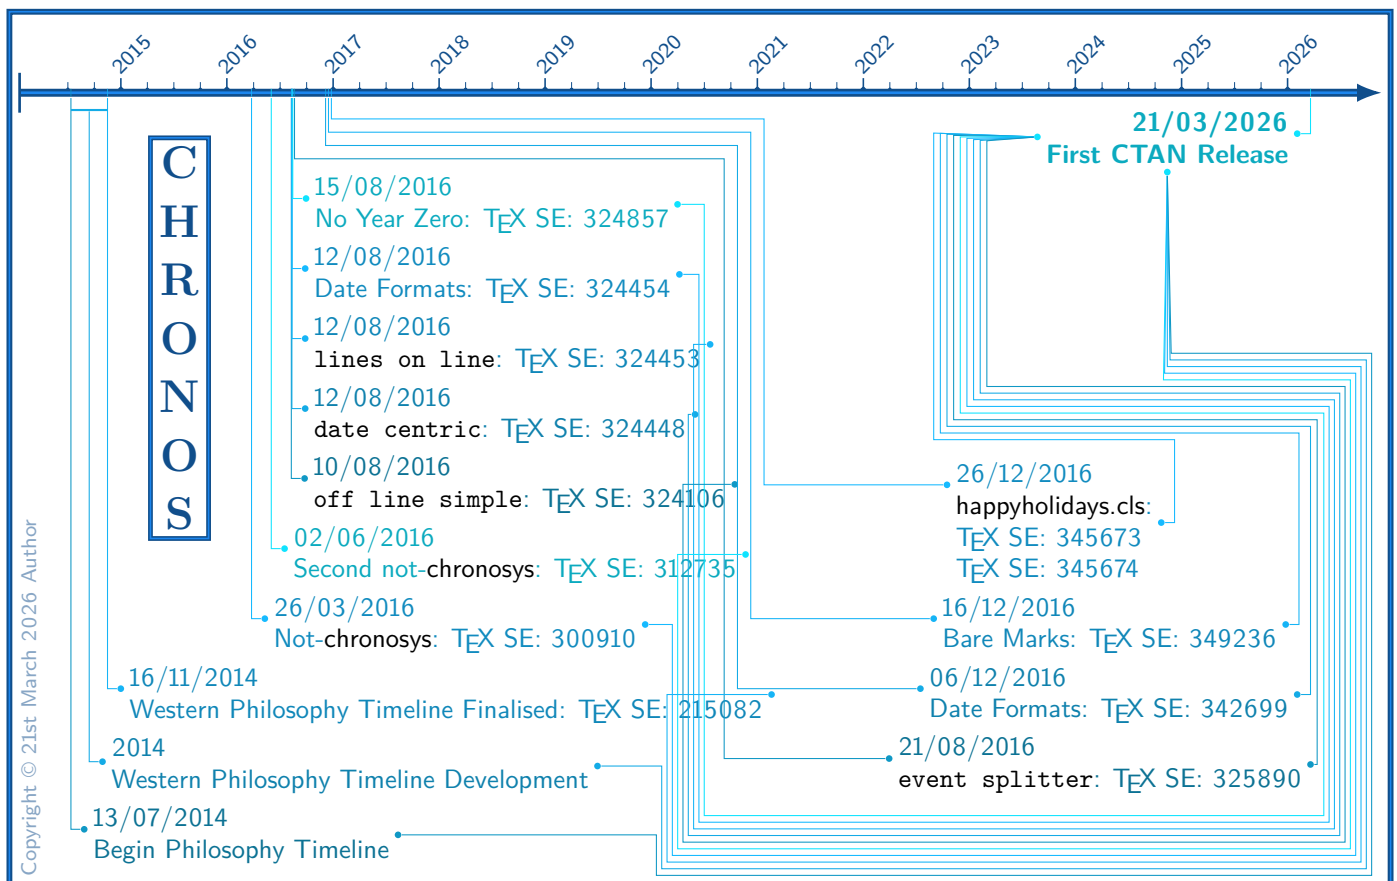 2015 2016 2017 2018 2019 2020 2021 2022 2023 2024 2025 2026
21/03/2026
First CTAN Release
C
H
R
O
N
O
S
15/08/2016
No Year Zero: TEX SE: 324857
12/08/2016
Date Formats: TEX SE: 324454
12/08/2016
lines on line: TEX SE: 324453
12/08/2016
date centric: TEX SE: 324448
10/08/2016
off line simple: TEX SE: 324106
02/06/2016
Second not-chronosys: TEX SE: 312735
26/03/2016
Not-chronosys: TEX SE: 300910
16/11/2014
Western Philosophy Timeline Finalised: TEX SE: 215082
2014
Western Philosophy Timeline Development
13/07/2014
Begin Philosophy Timeline
26/12/2016
happyholidays.cls:
TEX SE: 345673
TEX SE: 345674
16/12/2016
Bare Marks: TEX SE: 349236
06/12/2016
Date Formats: TEX SE: 342699
21/08/2016
event splitter: TEX SE: 325890
Copyright © 21st March 2026 Author